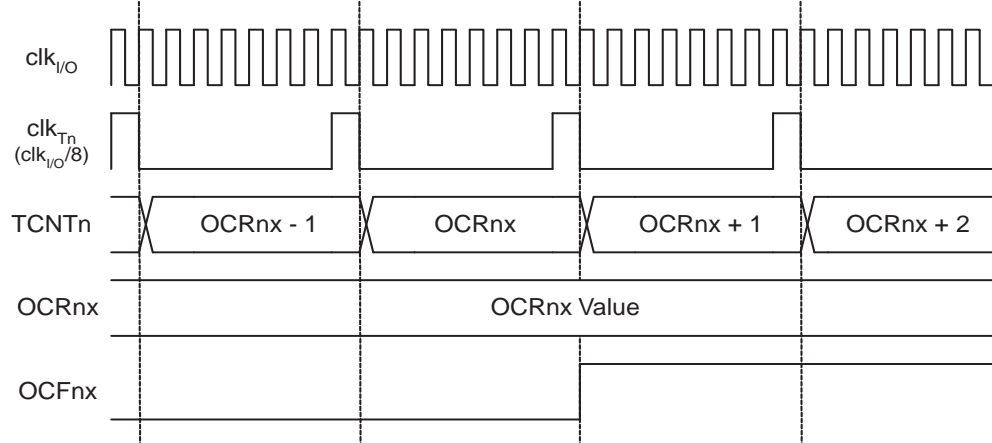 clkI/O
clkTn
(clkI/O/8)
TCNTn OCRnx - 1 OCRnx OCRnx + 1 OCRnx + 2
OCRnx OCRnx Value
OCFnx